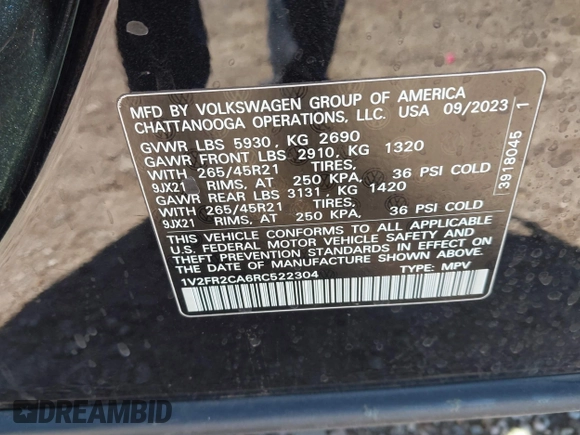 MFD BY VOLKSWAGEN GROUP OF AMERICA
CHATTANOOGA OPERATIONS, LLC. USA 09/2023
GVWR LBS 5930, KG 2690
GAWR FRONT LBS 2910, KG 1320
WITH 265/45R21 TIRES,
9JX21 RIMS, AT 250 KPA, 36 PSI COLD
GAWR REAR LBS 3131, KG 1420
WITH 265/45R21 TIRES,
9JX21 RIMS, AT 250 KPA, 36 PSI COLD
THIS VEHICLE CONFORMS TO ALL APPLICABLE
U.S. FEDERAL MOTOR VEHICLE SAFETY AND
THEFT PREVENTION STANDARDS IN EFFECT ON
THE DATE OF MANUFACTURE SHOWN ABOVE.
1V2FR2CA6RC522304 TYPE: MPV
3918045 1
DREAMBID